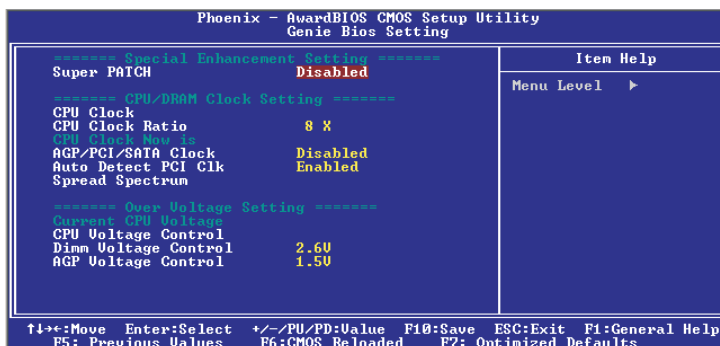 Phoenix - AwardBIOS CMOS Setup Utility
Genie Bios Setting
======= Special Enhancement Setting =======
Super PATCH Disabled
======= CPU/DRAM Clock Setting =======
CPU Clock
CPU Clock Ratio 8 X
CPU Clock Now is
AGP/PCI/SATA Clock Disabled
Auto Detect PCI Clk Enabled
Spread Spectrum
======= Over Voltage Setting =======
Current CPU Voltage
CPU Voltage Control
Dimm Voltage Control 2.6V
AGP Voltage Control 1.5V
Item Help
Menu Level ►
↑↓→←:Move Enter:Select +/-/PU/PD:Value F10:Save ESC:Exit F1:General Help
F5: Previous Values F6:CMOS Reloaded F7: Optimized Defaults